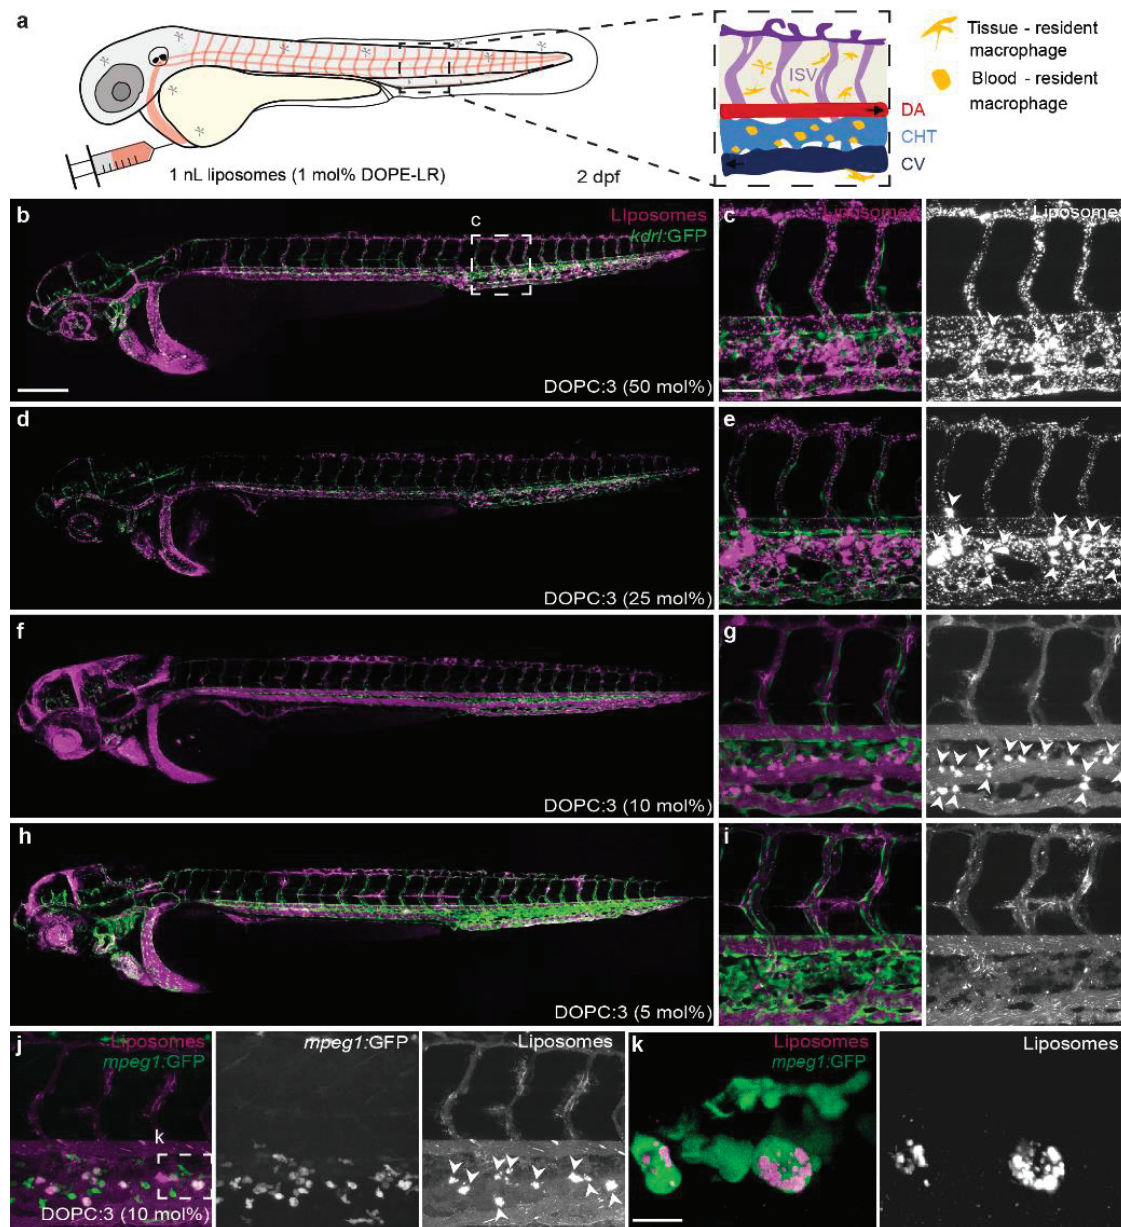 a
Tissue - resident
macrophage
Blood - resident
macrophage
ISV
DA
CHT
CV
1 nL liposomes (1 mol% DOPE-LR)
2 dpf
b
Liposomes
kdrl:GFP
c
DOPC:3 (50 mol%)
c
Liposomes
Liposomes
d
DOPC:3 (25 mol%)
e
f
DOPC:3 (10 mol%)
g
h
DOPC:3 (5 mol%)
i
j
Liposomes
mpeg1:GFP
k
DOPC:3 (10 mol%)
mpeg1:GFP
Liposomes
k
Liposomes
mpeg1:GFP
Liposomes